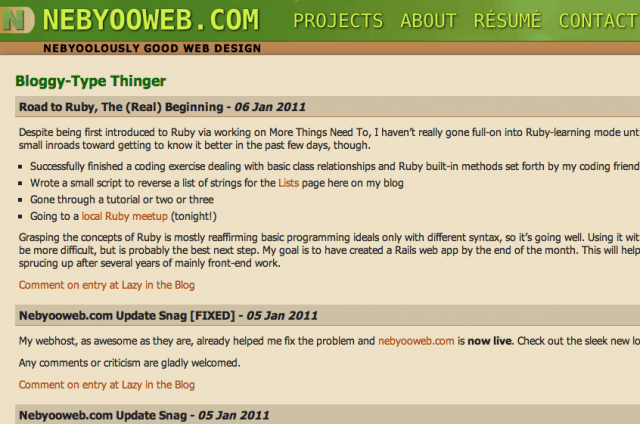 N NEBYOOWEB.COM PROJECTS ABOUT RÉSUMÉ CONTACT
NEBYOOLOUSLY GOOD WEB DESIGN
Bloggy-Type Thinger
Road to Ruby, The (Real) Beginning - 06 Jan 2011
Despite being first introduced to Ruby via working on More Things Need To, I haven't really gone full-on into Ruby-learning mode
small inroads toward getting to know it better in the past few days, though.
Successfully finished a coding exercise dealing with basic class relationships and Ruby built-in methods set forth by my coding friend
Wrote a small script to reverse a list of strings for the Lists page here on my blog
Gone through a tutorial or two or three
Going to a local Ruby meetup (tonight!)
Grasping the concepts of Ruby is mostly reaffirming basic programming ideals only with different syntax, so it's going well. Using it
be more difficult, but is probably the best next step. My goal is to have created a Rails web app by the end of the month. This will help
sprucing up after several years of mainly front-end work.
Comment on entry at Lazy in the Blog
Nebyooweb.com Update Snag [FIXED] - 05 Jan 2011
My webhost, as awesome as they are, already helped me fix the problem and nebyooweb.com is now live. Check out the sleek new
Any comments or criticism are gladly welcomed.
Comment on entry at Lazy in the Blog
Nebyooweb.com Update Snag - 05 Jan 2011